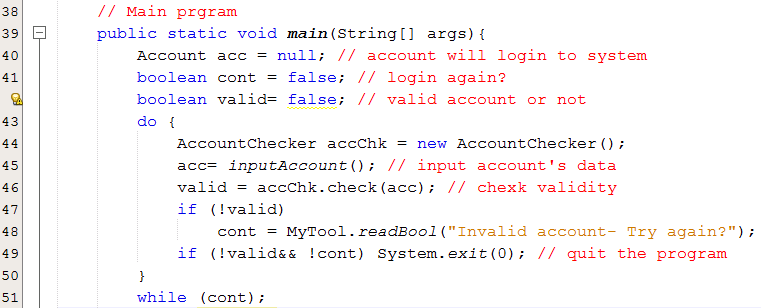 38 // Main prgram
39 public static void main(String[] args){
40 Account acc = null; // account will login to system
41 boolean cont = false; // login again?
boolean valid= false; // valid account or not
43 do {
44 AccountChecker accChk = new AccountChecker();
45 acc= inputAccount(); // input account's data
46 valid = accChk.check(acc); // chexk validity
47 if (!valid)
48 cont = MyTool.readBool("Invalid account- Try again?");
49 if (!valid&& !cont) System.exit(0); // quit the program
50 }
51 while (cont);